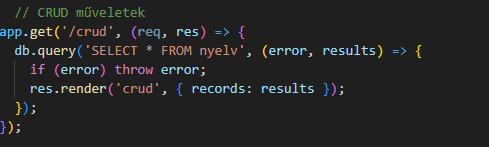 // CRUD műveletek
app.get('/crud', (req, res) => {
db.query('SELECT * FROM nyelv', (error, results) => {
if (error) throw error;
res.render('crud', { records: results });
});
});